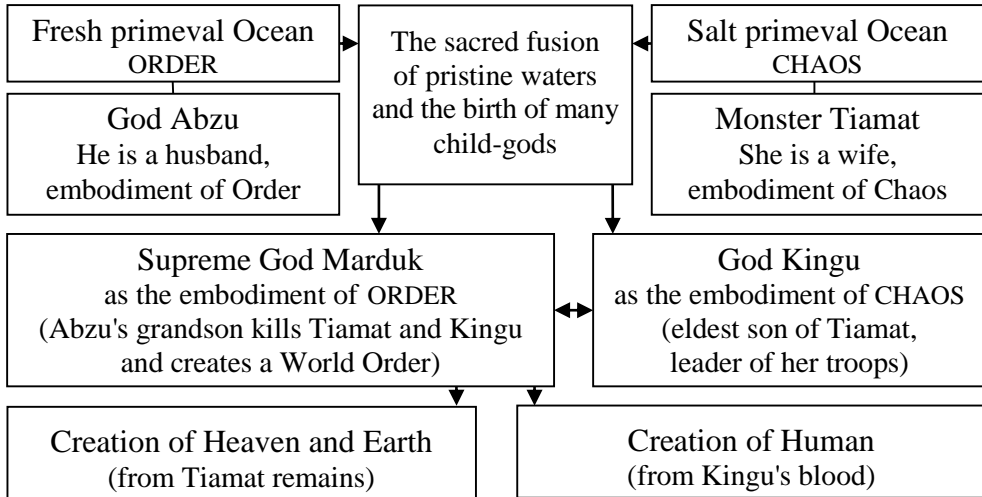 Fresh primeval Ocean
ORDER
The sacred fusion
of pristine waters
and the birth of many
child-gods
Salt primeval Ocean
CHAOS
God Abzu
He is a husband,
embodiment of Order
Monster Tiamat
She is a wife,
embodiment of Chaos
Supreme God Marduk
as the embodiment of ORDER
(Abzu's grandson kills Tiamat and Kingu
and creates a World Order)
God Kingu
as the embodiment of CHAOS
(eldest son of Tiamat,
leader of her troops)
Creation of Heaven and Earth
(from Tiamat remains)
Creation of Human
(from Kingu's blood)